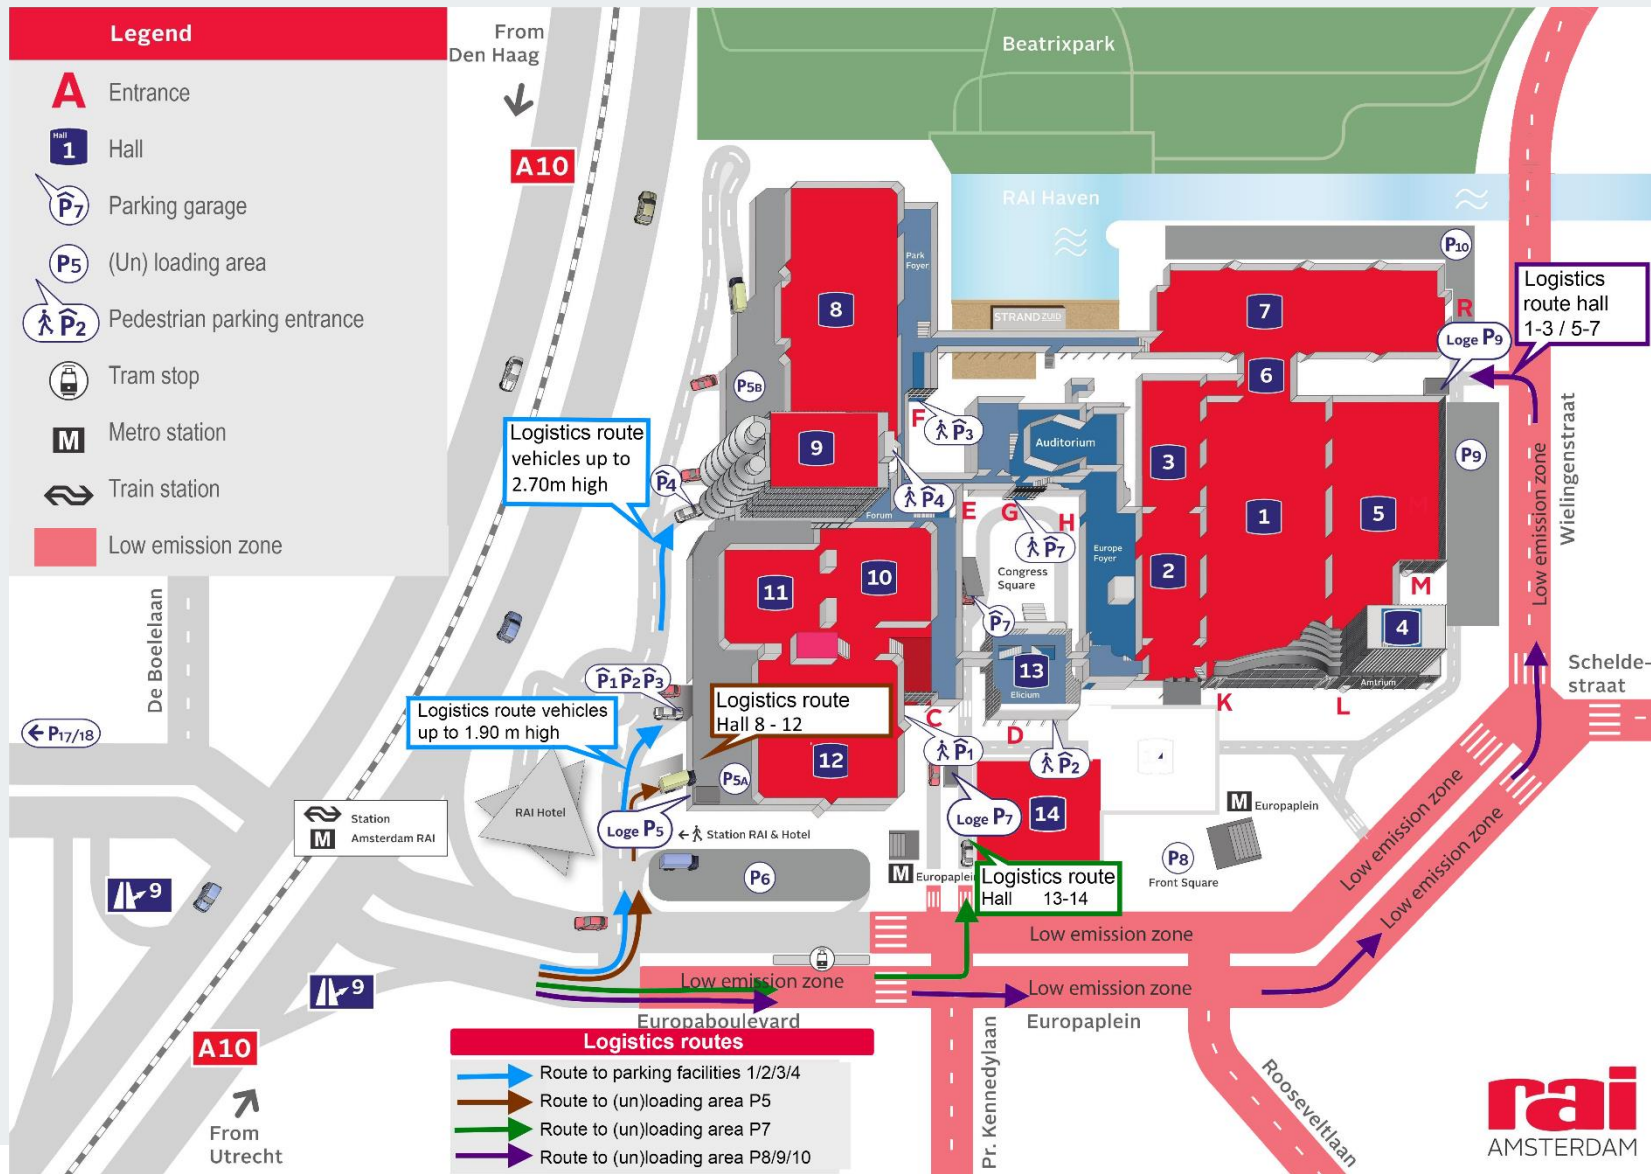 Legend
A Entrance
Hall
1
Hall
P7 Parking garage
P5 (Un) loading area
P2 Pedestrian parking entrance
Tram stop
M Metro station
Train station
Low emission zone
From
Den Haag
A10
Beatrixpark
RAI Haven
STRANDZUID
Park
Foyer
P10
Logistics
route hall
1-3 / 5-7
R
Loge P9
8
7
6
P5B
F
P3
Auditorium
Logistics route
vehicles up to
2.70m high
9
P4
P4
Forum
E
G
H
P7
3
1
5
P9
Low emission zone
Wielingenstraat
Europe
Foyer
2
Congress
Square
P7
11
10
M
4
Amtrium
K
L
13
Elicium
D
C
P1
P2
De Boelelaan
P17/18
P1 P2 P3
Logistics route vehicles
up to 1.90 m high
Logistics route
Hall 8 - 12
12
P5A
Loge P5
RAI Hotel
Station RAI & Hotel
Station
M Amsterdam RAI
Loge P7
14
M Europaplein
P8
Front Square
Schelde-
straat
Low emission zone
Low emission zone
P6
M Europaplein
Logistics route
Hall 13-14
9
9
Low emission zone
Low emission zone
Low emission zone
Europaboulevard
Europaplein
A10
From
Utrecht
Pr. Kennedylaan
Rooseveltlaan
Logistics routes
Route to parking facilities 1/2/3/4
Route to (un)loading area P5
Route to (un)loading area P7
Route to (un)loading area P8/9/10
rai
AMSTERDAM